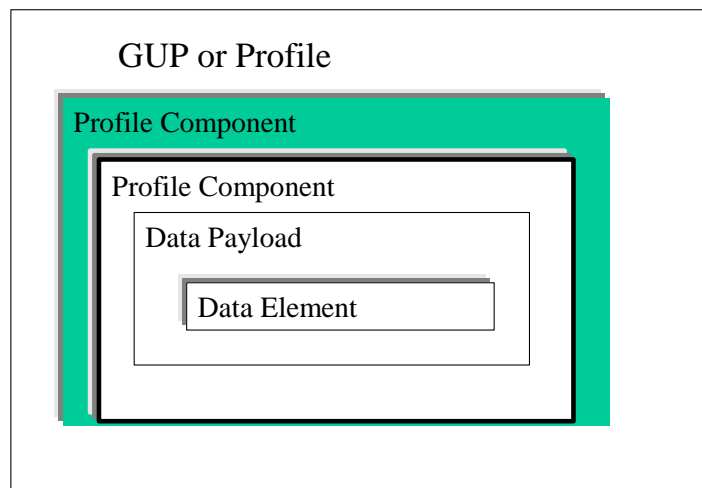 GUP or Profile
Profile Component
Profile Component
Data Payload
Data Element